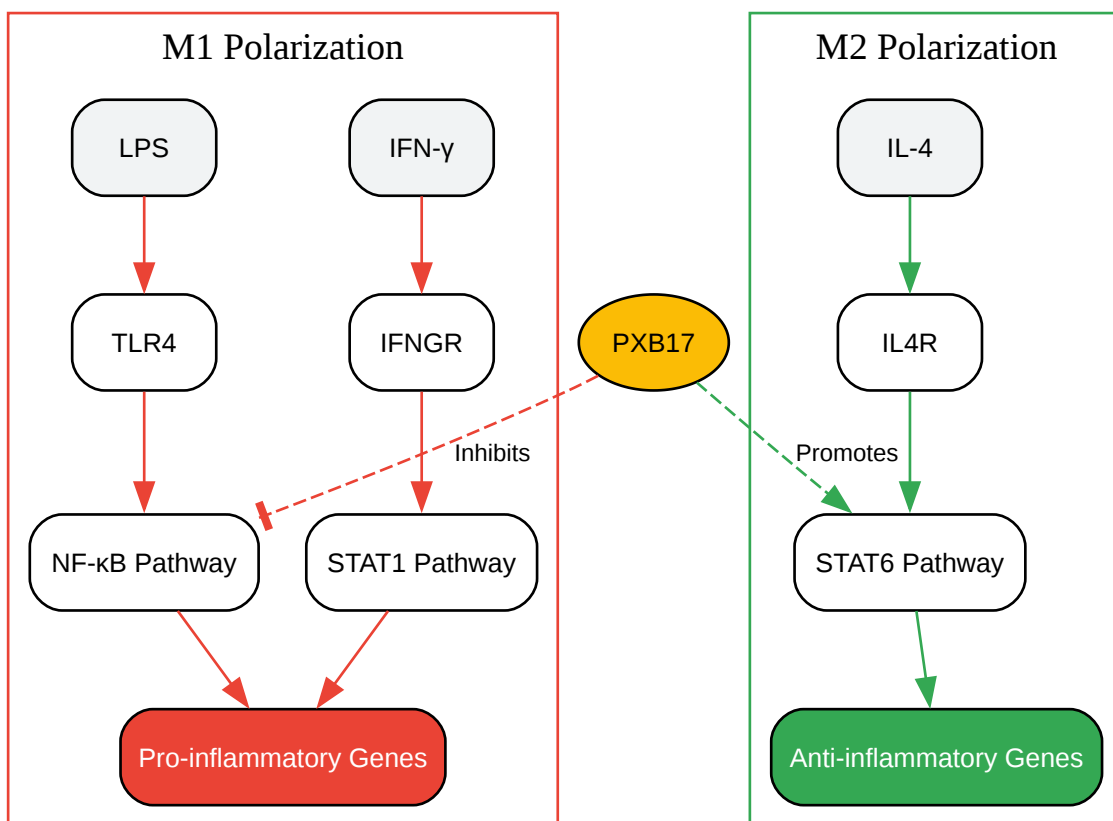 M1 Polarization
M2 Polarization
LPS
IFN-γ
IL-4
TLR4
IFNGR
PXB17
IL4R
Inhibits
Promotes
NF-κB Pathway
STAT1 Pathway
STAT6 Pathway
Pro-inflammatory Genes
Anti-inflammatory Genes